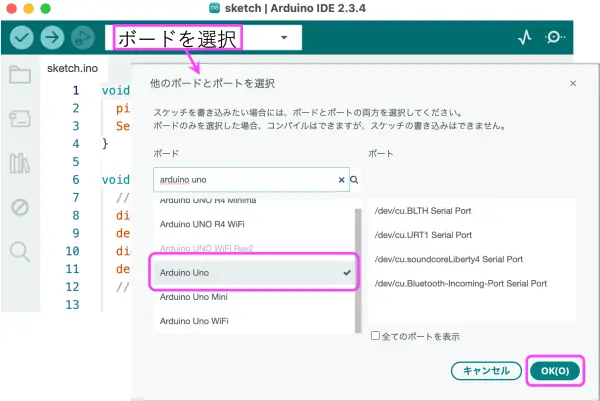 sketch | Arduino IDE 2.3.4
ボードを選択
sketch.ino
他のボードとポートを選択
スケッチを書き込みたい場合には、ボードとポートの両方を選択してください。
ボードのみを選択した場合、コンパイルはできますが、スケッチの書き込みはできません。
ボード
ポート
arduino uno
Arduino UNO R4 Minima
Arduino UNO R4 WiFi
Arduino UNO WiFi Rev2
Arduino Uno
Arduino Uno Mini
Arduino Uno WiFi
/dev/cu.BLTH Serial Port
/dev/cu.URT1 Serial Port
/dev/cu.soundcoreLiberty4 Serial Port
/dev/cu.Bluetooth-Incoming-Port Serial Port
全てのポートを表示
キャンセル
OK(O)
1 void
2 pi
3 Se
4 }
5
6 void
7 //
8 dig
9 de
10 dig
11 de
12 //
13